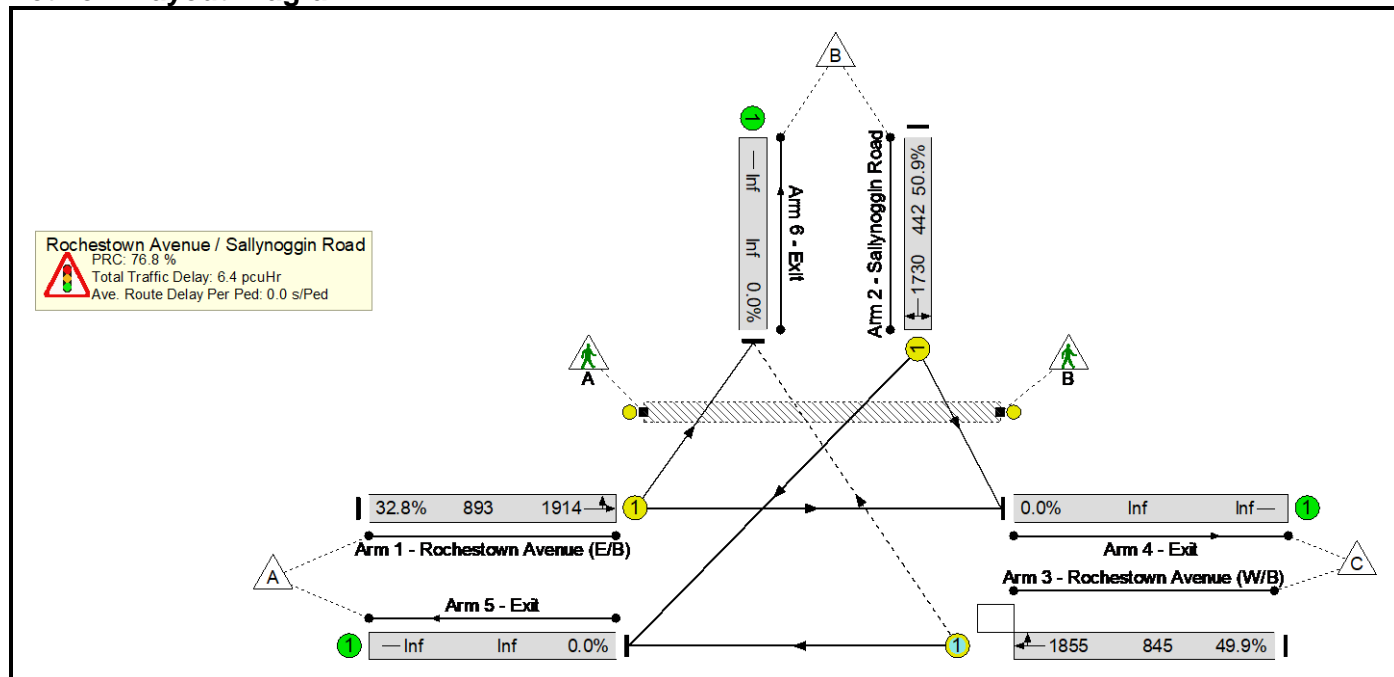 B
1
— Inf Inf 0.0%
Arm 6 - Exit
Arm 2 - Sallynoggin Road
1730 442 50.9%
1
Rochestown Avenue / Sallynoggin Road
PRC: 76.8 %
Total Traffic Delay: 6.4 pcuHr
Ave. Route Delay Per Ped: 0.0 s/Ped
A
B
32.8% 893 1914
1
0.0% Inf Inf —
1
Arm 1 - Rochestown Avenue (E/B)
Arm 4 - Exit
A
C
Arm 3 - Rochestown Avenue (W/B)
Arm 5 - Exit
1
— Inf Inf 0.0%
1
1855 845 49.9%